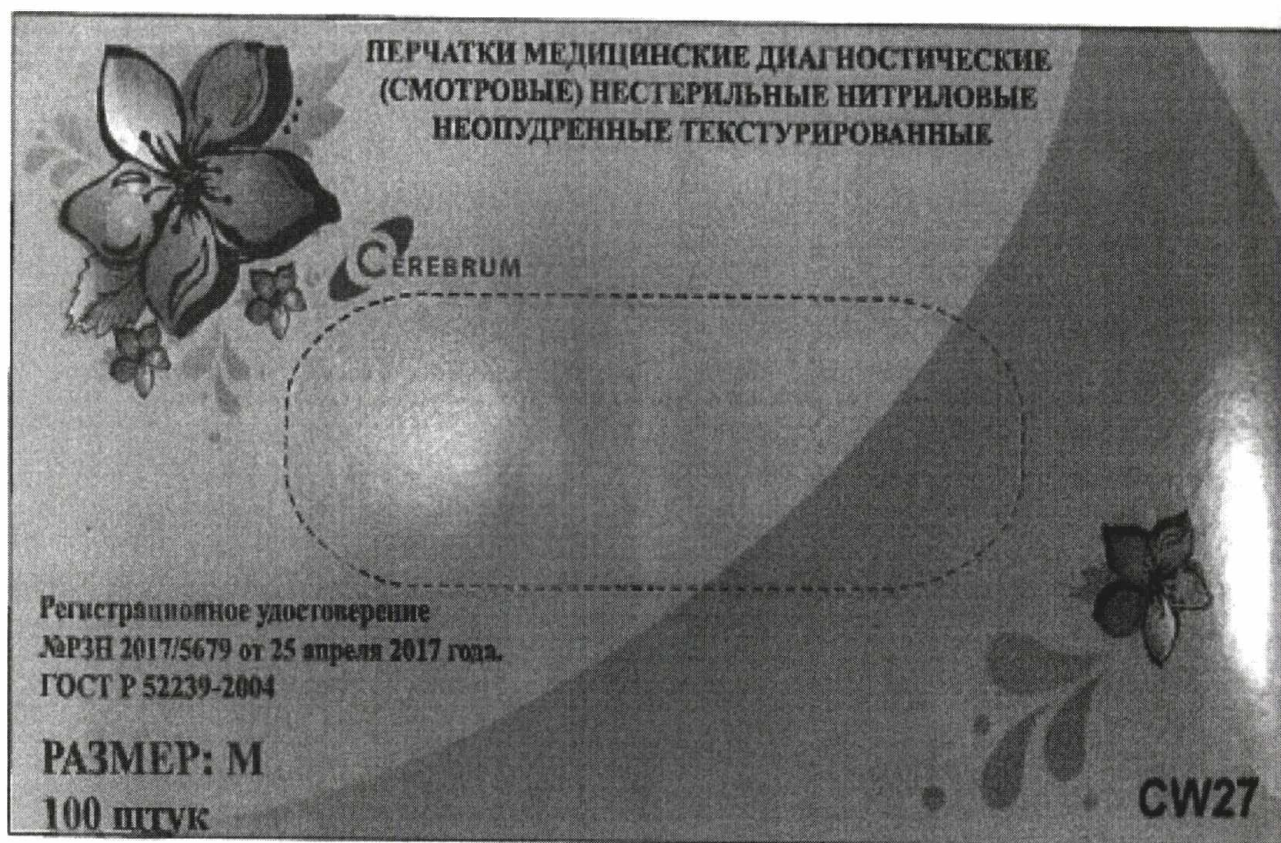 ПЕРЧАТКИ МЕДИЦИНСКИЕ ДИАГНОСТИЧЕСКИЕ
(СМОТРОВЫЕ) НЕСТЕРИЛЬНЫЕ НИТРИЛОВЫЕ
НЕОПУДРЕННЫЕ ТЕКСТУРИРОВАННЫЕ
CEREBRUM
Регистрационное удостоверение
№РЗН 2017/5679 от 25 апреля 2017 года.
ГОСТ Р 52239-2004
РАЗМЕР: М
100 штук
CW27